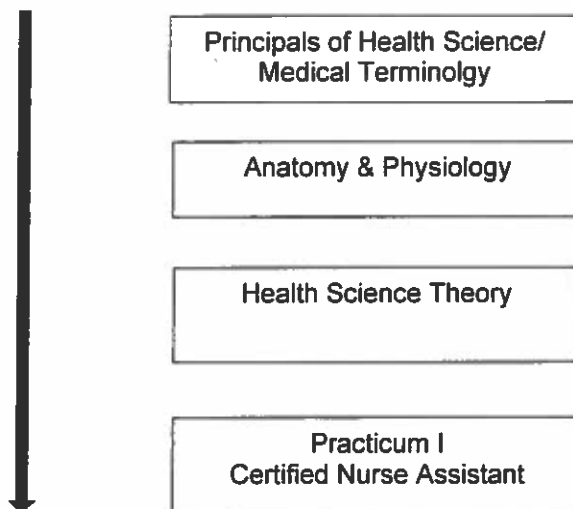 Principals of Health Science/
Medical Terminolgy
Anatomy & Physiology
Health Science Theory
Practicum I
Certified Nurse Assistant